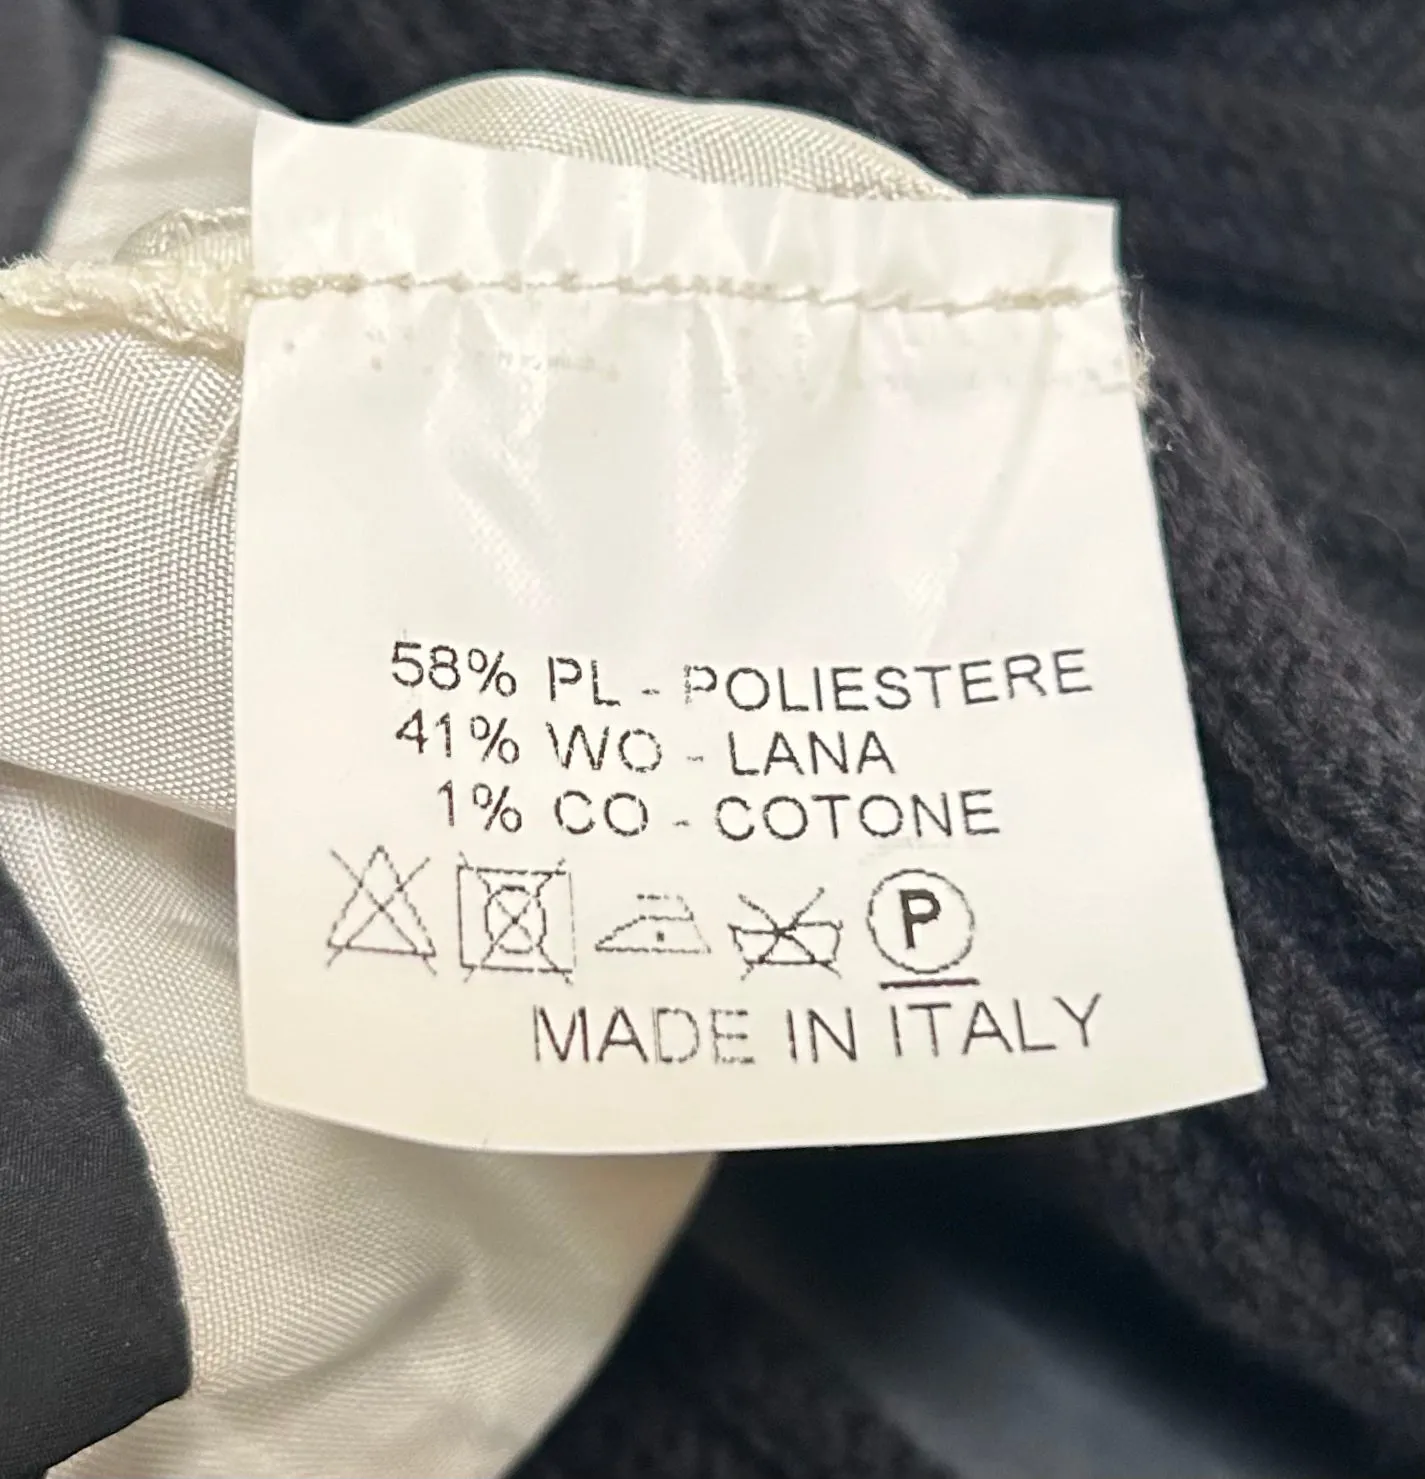 58% PL - POLIESTERE
41% WO - LANA
1% CO - COTONE
P
MADE IN ITALY